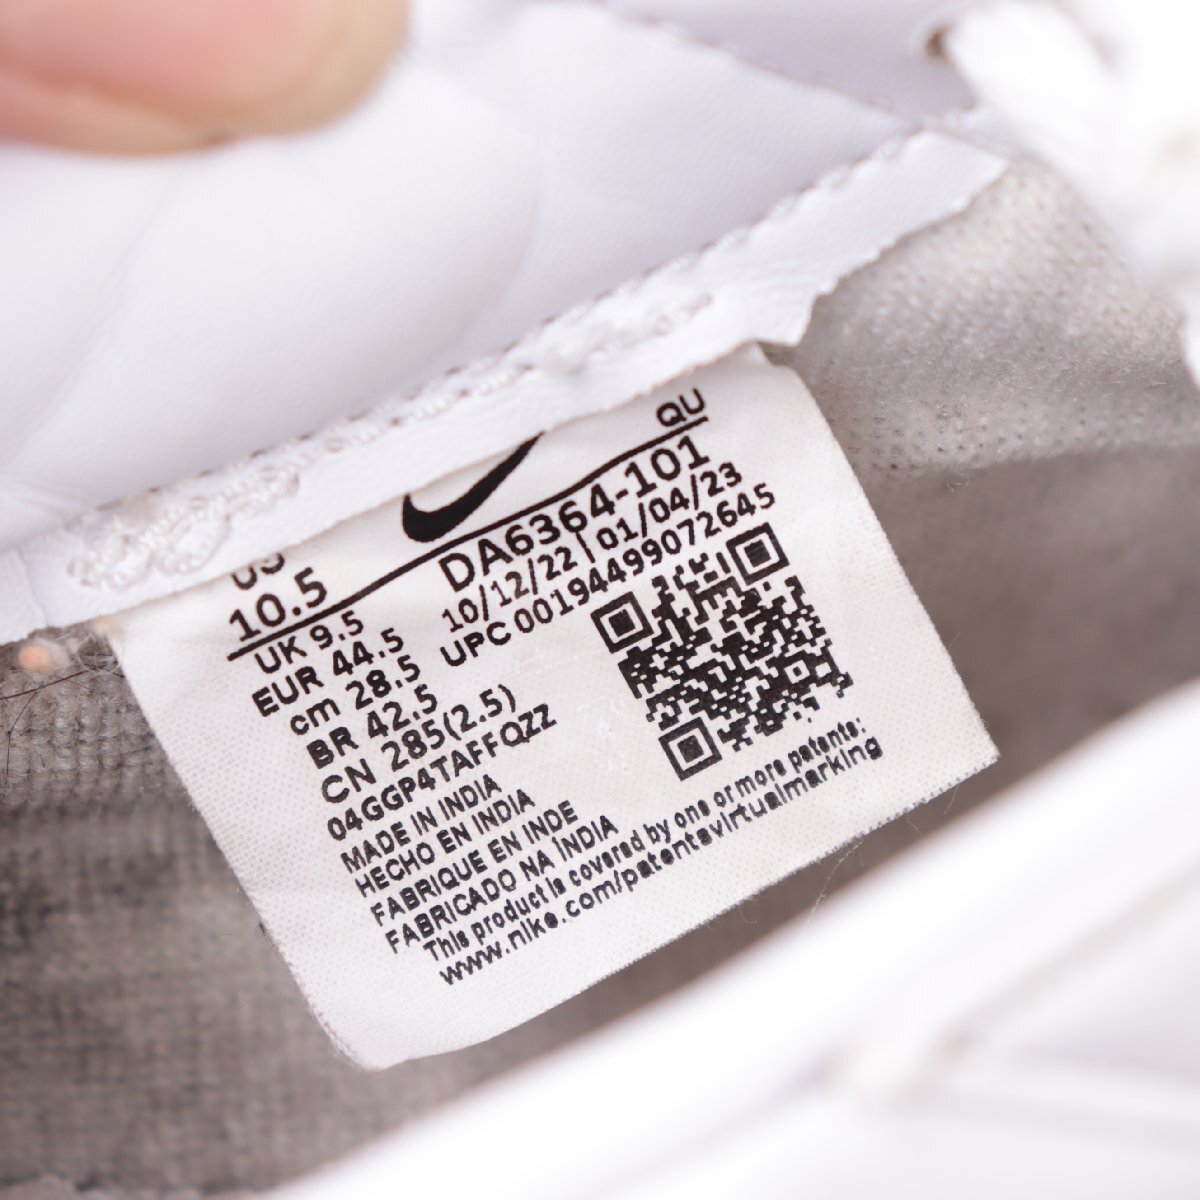 US
10.5
UK 9.5
EUR 44.5
cm 28.5
BR 42.5
CN 285(2.5)
04GGP4TAFFQZZ
QU
DA6364-101
10/12/22 | 01/04/23
UPC 00194499072645
MADE IN INDIA
HECHO EN INDIA
FABRIQUE EN INDE
FABRICADO NA ÍNDIA
This product is covered by one or more patents:
www.nike.com/patentsvirtualmarking